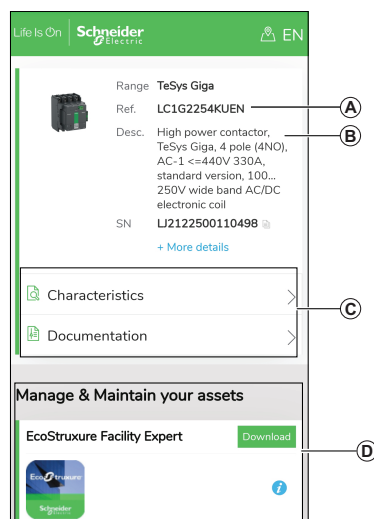 Life Is On Schneider Electric EN
Range TeSys Giga
Ref. LC1G2254KUEN A
Desc. High power contactor, B
TeSys Giga, 4 pole (4NO),
AC-1 <=440V 330A,
standard version, 100...
250V wide band AC/DC
electronic coil
SN LJ2122500110498
+ More details
Characteristics
C
Documentation
Manage & Maintain your assets
EcoStruxure Facility Expert Download
D
EcoStruxure
Schneider
Electric